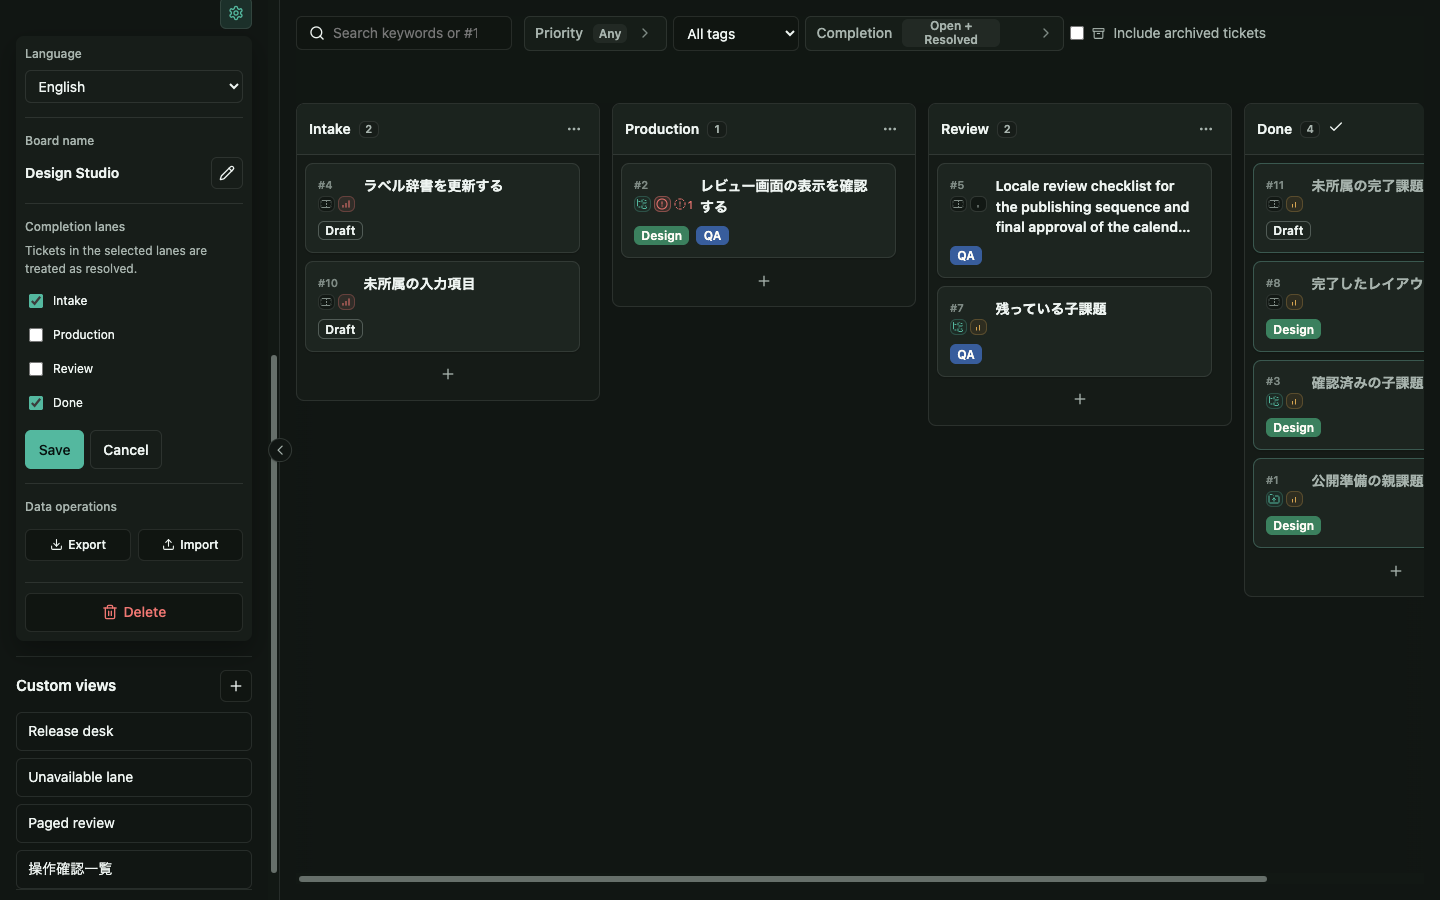 Language
English
Board name
Design Studio
Completion lanes
Tickets in the selected lanes are
treated as resolved.
Intake
Production
Review
Done
Save
Cancel
Data operations
Export
Import
Delete
Custom views
Release desk
Unavailable lane
Paged review
操作確認一覧
Search keywords or #1
Priority Any
All tags
Completion
Open +
Resolved
Include archived tickets
Intake 2
#4
ラベル辞書を更新する
Draft
#10
未所属の入力項目
Draft
Production 1
#2
1
レビュー画面の表示を確認
する
Design
QA
Review 2
#5
Locale review checklist for
the publishing sequence and
final approval of the calend...
QA
#7
残っている子課題
QA
Done 4
#11
未所属の完了課題
Draft
#8
完了したレイアウ
Design
#3
確認済みの子課題
Design
#1
公開準備の親課題
Design